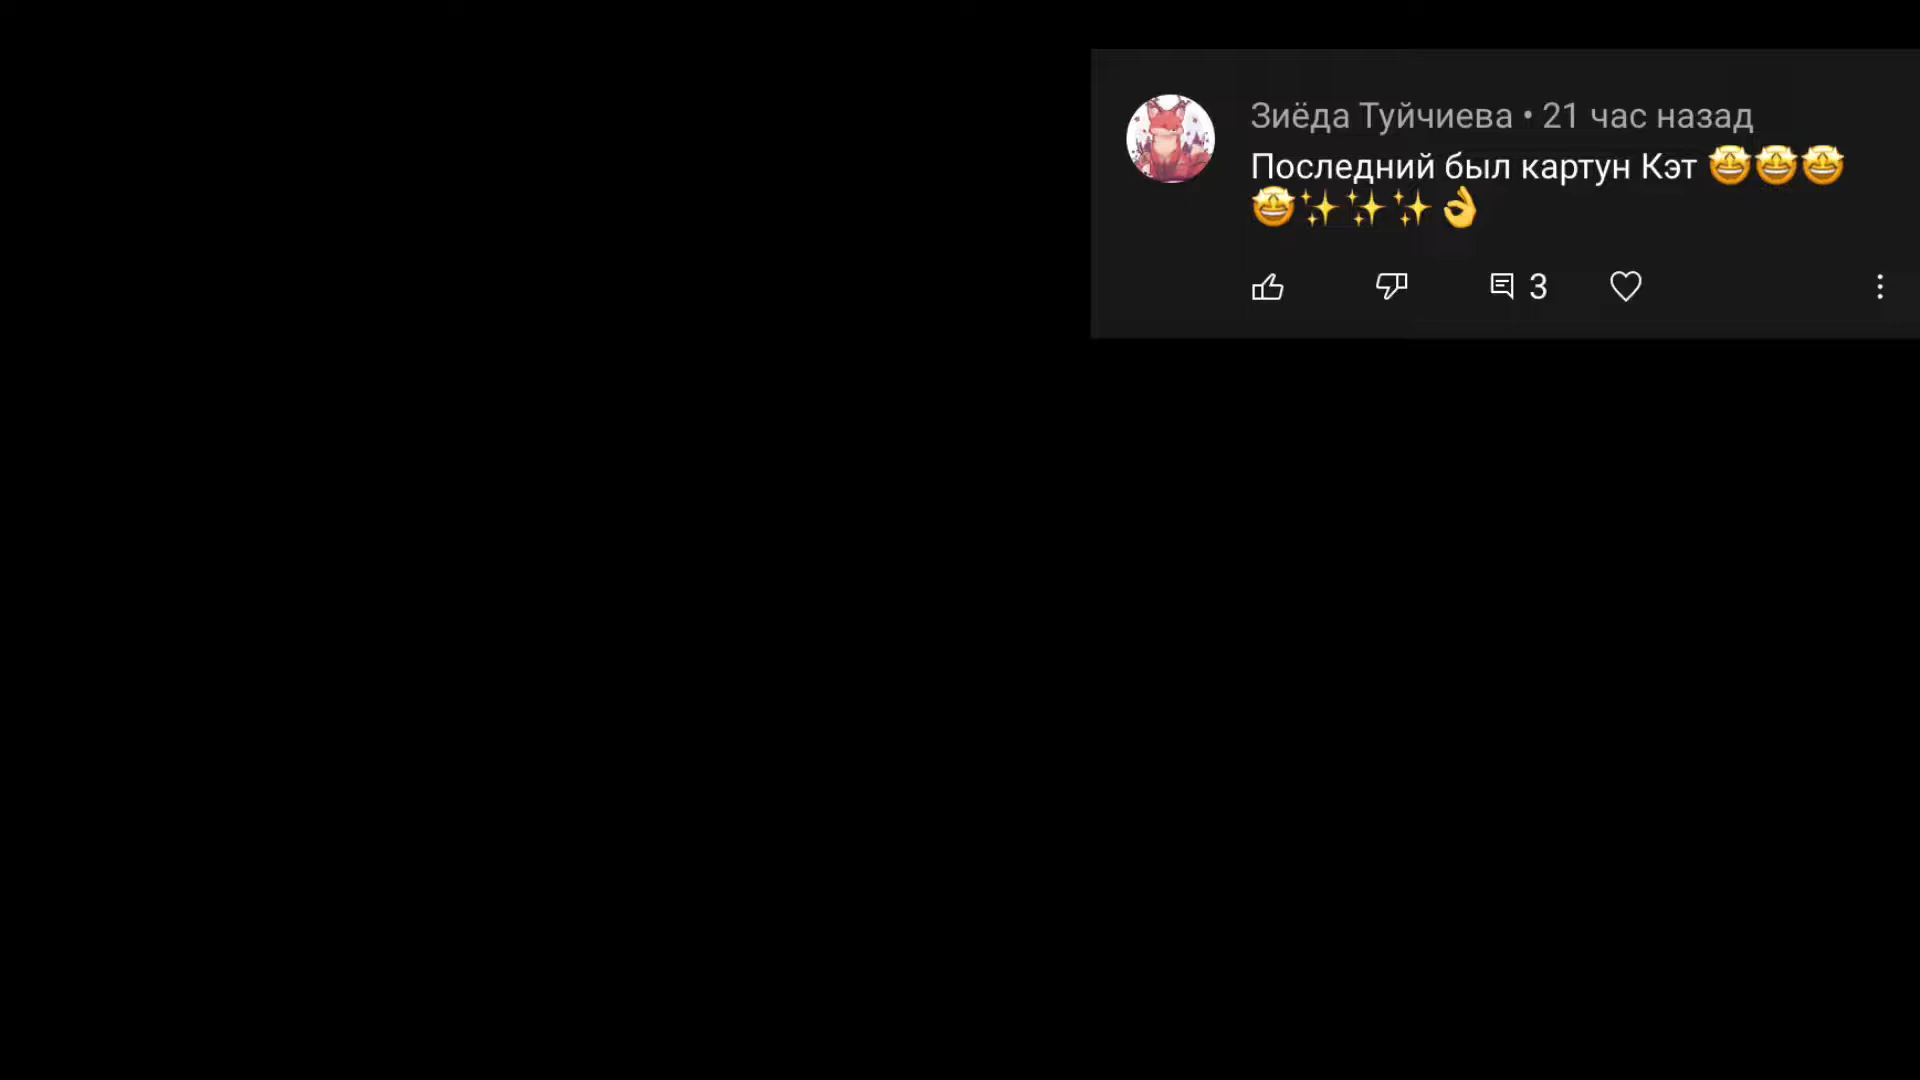 Зиёда Туйчиева • 21 час назад
Последний был картун Кэт 🤩🤩🤩
🤩✨✨✨👌
3